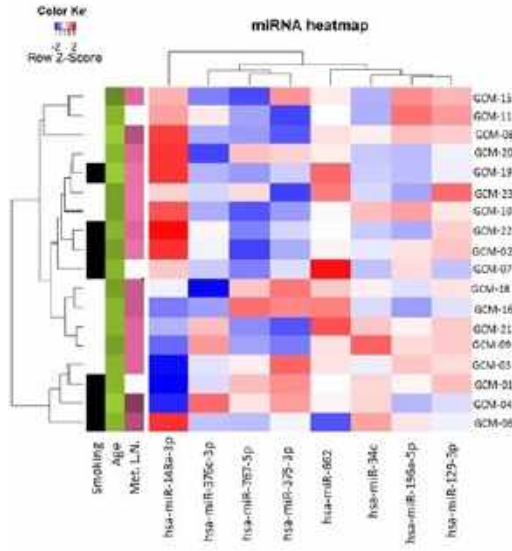 Color Key
-2 2
Row Z-Score
miRNA heatmap
GCM-15
GCM-11
GCM-08
GCM-20
GCM-19
GCM-23
GCM-10
GCM-22
GCM-02
GCM-07
GCM-18
GCM-16
GCM-21
GCM-09
GCM-03
GCM-01
GCM-04
GCM-06
Smoking
Age
Met. L.N.
hsa-miR-148a-3p
hsa-miR-376c-3p
hsa-miR-767-5p
hsa-miR-375-3p
hsa-miR-662
hsa-miR-34c
hsa-miR-196a-5p
hsa-miR-129-3p